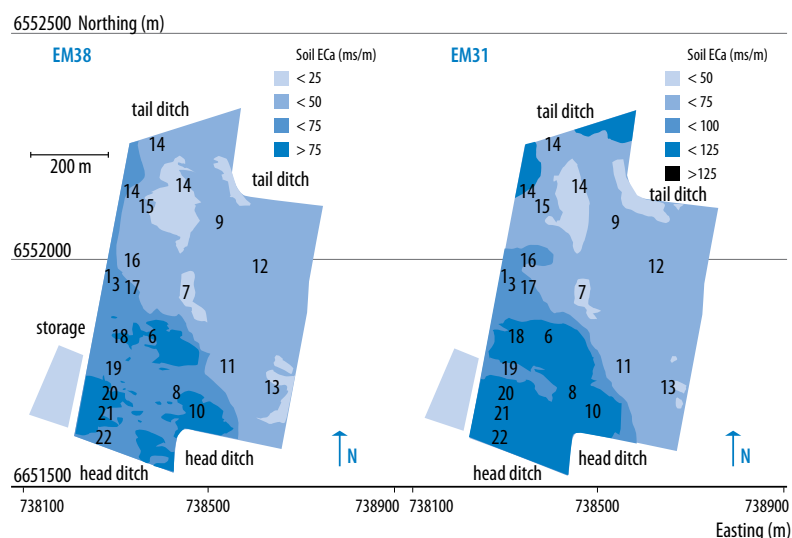 6552500 Northing (m)
EM38
Soil ECa (ms/m)
< 25
< 50
< 75
> 75
tail ditch
200 m
tail ditch
14
14
14
15
9
16
12
1
3
17
7
18
6
19
11
20
8
13
21
10
22
storage
head ditch
head ditch
N
EM31
Soil ECa (ms/m)
< 50
< 75
< 100
< 125
>125
tail ditch
tail ditch
14
14
14
15
9
16
12
1
3
17
7
18
6
19
11
20
8
13
21
10
22
head ditch
head ditch
N
6552000
6651500
738100 738500 738900 738100 738500 738900
Easting (m)